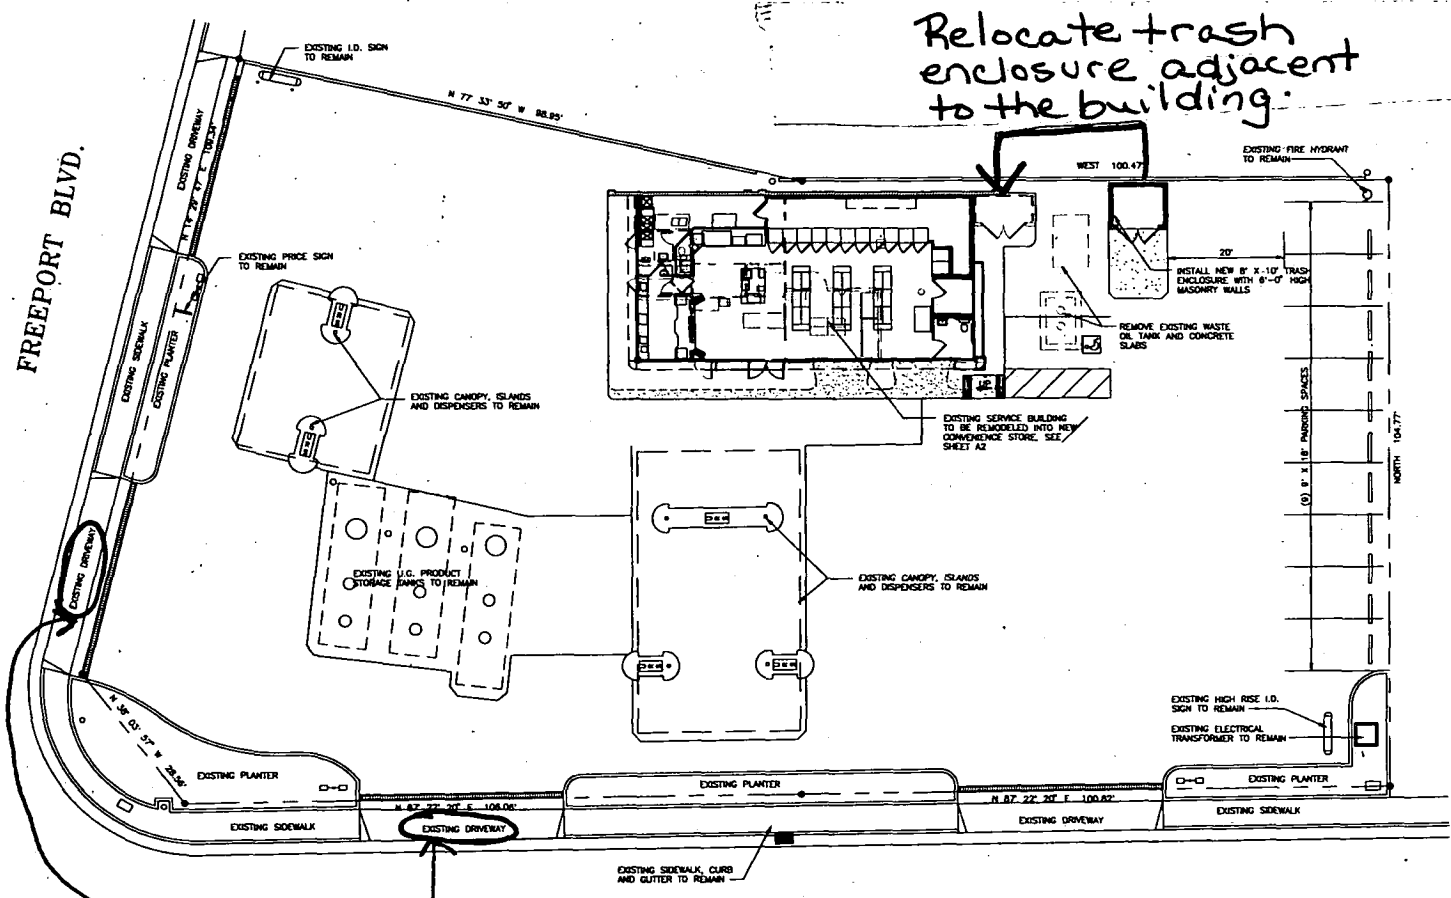 Relocate trash
enclosure adjacent
to the building.
EXISTING I.D. SIGN
TO REMAIN
N 77° 33' 50" W 98.95'
WEST 100.47'
EXISTING FIRE HYDRANT
TO REMAIN
FREEPORT BLVD.
EXISTING DRIVEWAY
EXISTING PRICE SIGN
TO REMAIN
EXISTING SIDEWALK
EXISTING PLANTER
20'
INSTALL NEW 8' X 10' TRASH
ENCLOSURE WITH 6'-0" HIGH
MASONRY WALLS
REMOVE EXISTING WASTE
OIL TANK AND CONCRETE
SLABS
EXISTING CANOPY, ISLANDS
AND DISPENSERS TO REMAIN
UP
EXISTING SERVICE BUILDING
TO BE REMODELED INTO NEW
CONVENIENCE STORE, SEE
SHEET A2
(9) 9' X 18' PARKING SPACES
NORTH 104.77'
EXISTING DRIVEWAY
EXISTING U.G. PRODUCT
STORAGE TANKS TO REMAIN
EXISTING CANOPY, ISLANDS
AND DISPENSERS TO REMAIN
N 38° 03' 57" W 28.56'
EXISTING HIGH RISE I.D.
SIGN TO REMAIN
EXISTING ELECTRICAL
TRANSFORMER TO REMAIN
EXISTING PLANTER
EXISTING PLANTER
EXISTING PLANTER
N 87° 22' 20" E 106.06'
N 87° 22' 20" E 100.82'
EXISTING SIDEWALK
EXISTING DRIVEWAY
EXISTING DRIVEWAY
EXISTING SIDEWALK
EXISTING SIDEWALK, CURB
AND GUTTER TO REMAIN